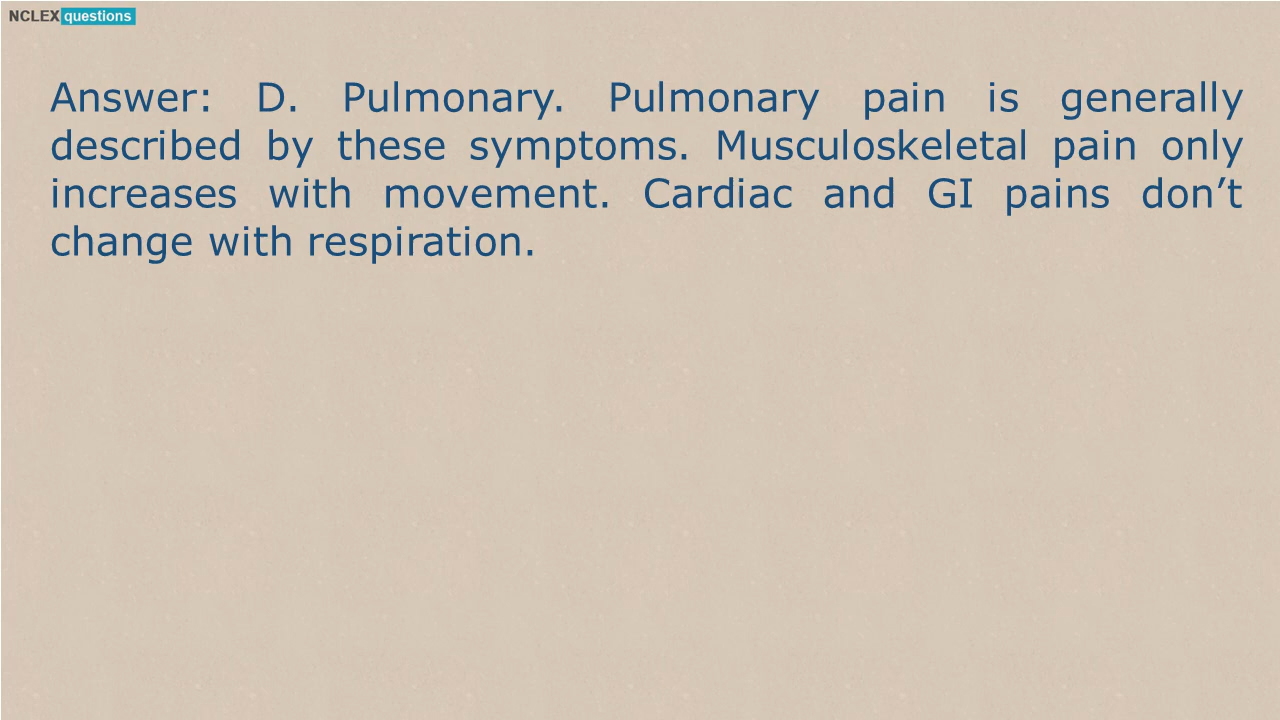 NCLEX questions
Answer: D. Pulmonary. Pulmonary pain is generally
described by these symptoms. Musculoskeletal pain only
increases with movement. Cardiac and GI pains don’t
change with respiration.